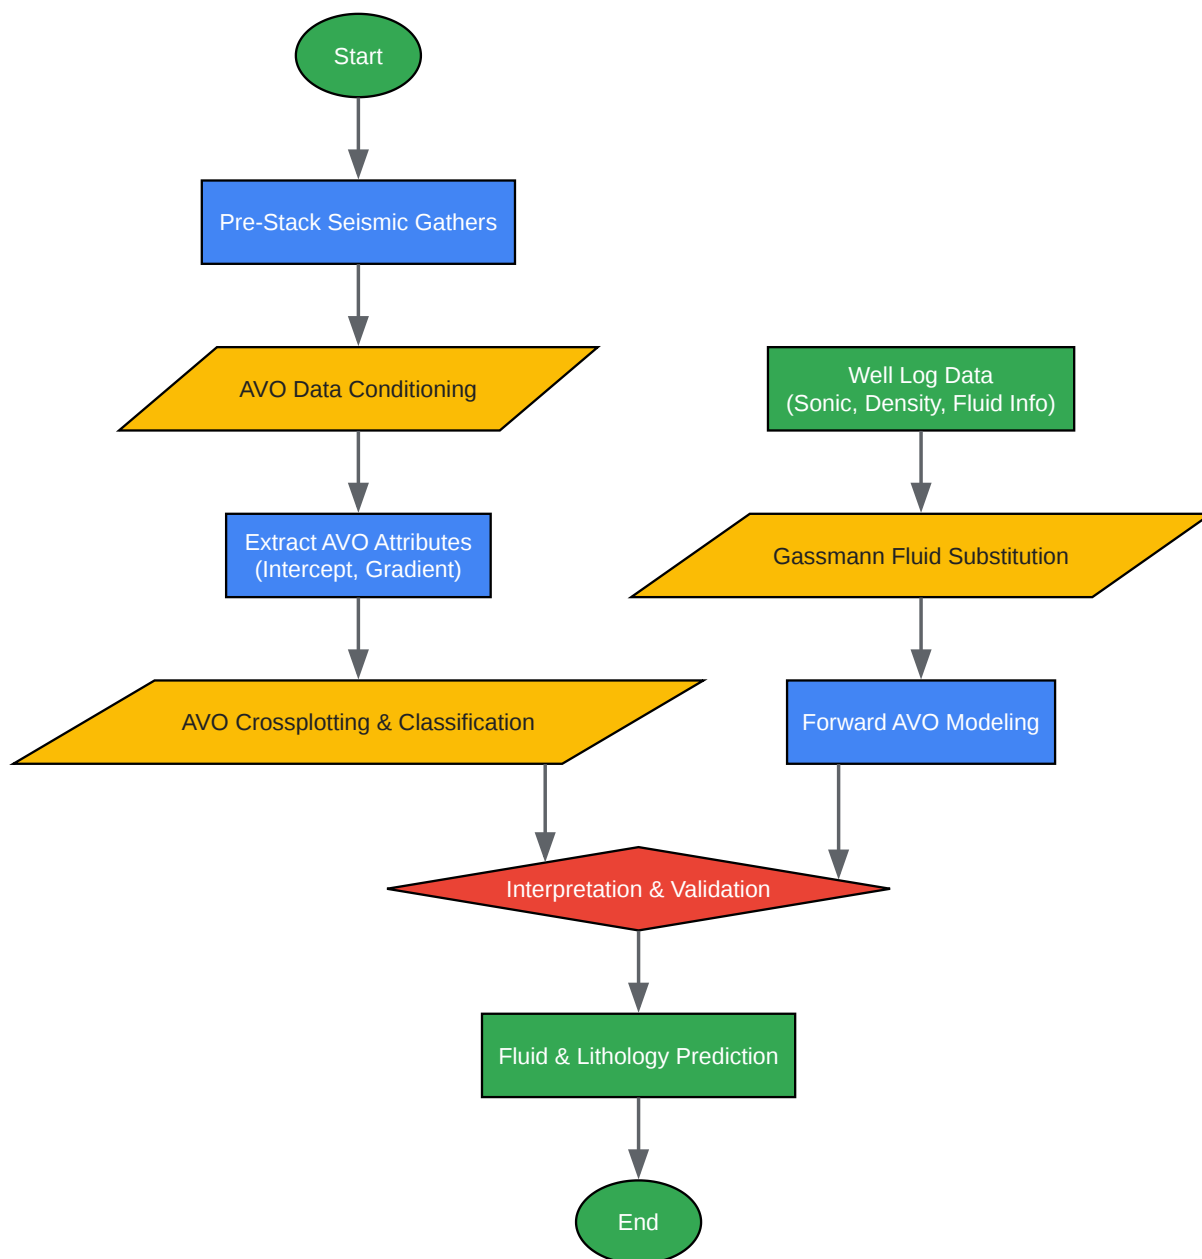 Start
Pre-Stack Seismic Gathers
AVO Data Conditioning
Well Log Data
(Sonic, Density, Fluid Info)
Extract AVO Attributes
(Intercept, Gradient)
Gassmann Fluid Substitution
AVO Crossplotting & Classification
Forward AVO Modeling
Interpretation & Validation
Fluid & Lithology Prediction
End